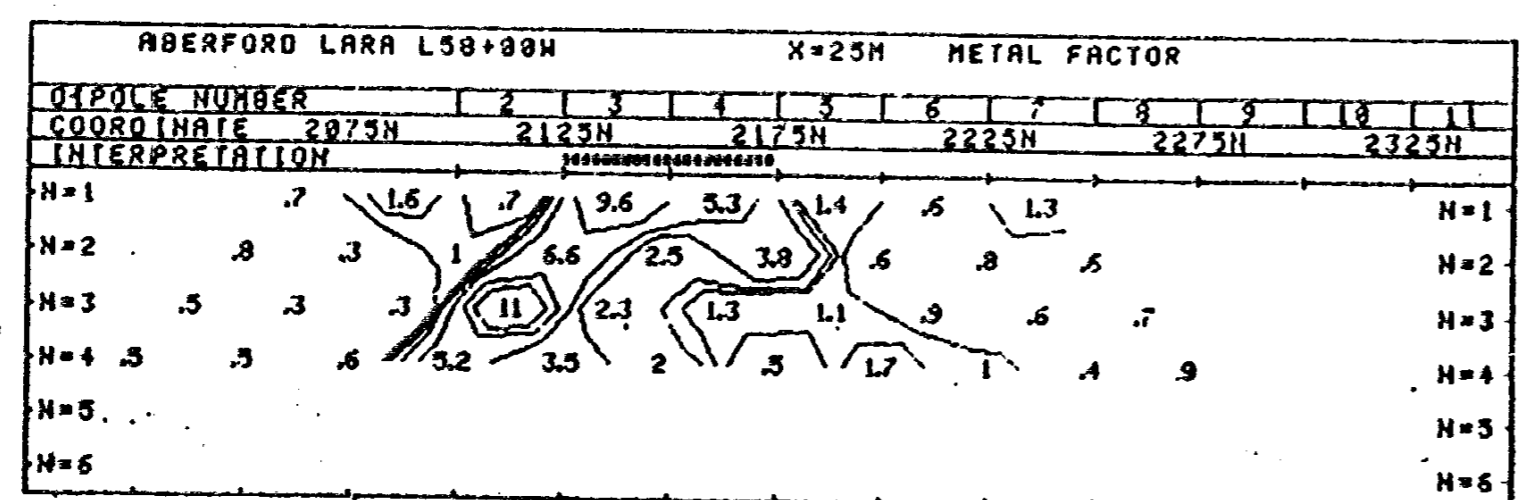 ABERFORD LARA L58+00W X=25M METAL FACTOR
DIPOLE NUMBER 2 3 4 5 6 7 8 9 10 11
COORDINATE 2075N 2125N 2175N 2225N 2275N 2325N
INTERPRETATION
N=1 .7 1.6 .7 9.6 5.3 1.4 .6 1.3 N=1
N=2 .8 .3 1 6.6 2.5 3.8 .6 .8 .5 N=2
N=3 .5 .3 .3 11 2.3 1.3 1.1 .9 .6 .7 N=3
N=4 .5 .5 .6 5.2 3.5 2 .5 1.7 1 .4 .9 N=4
N=5 N=5
N=6 N=6